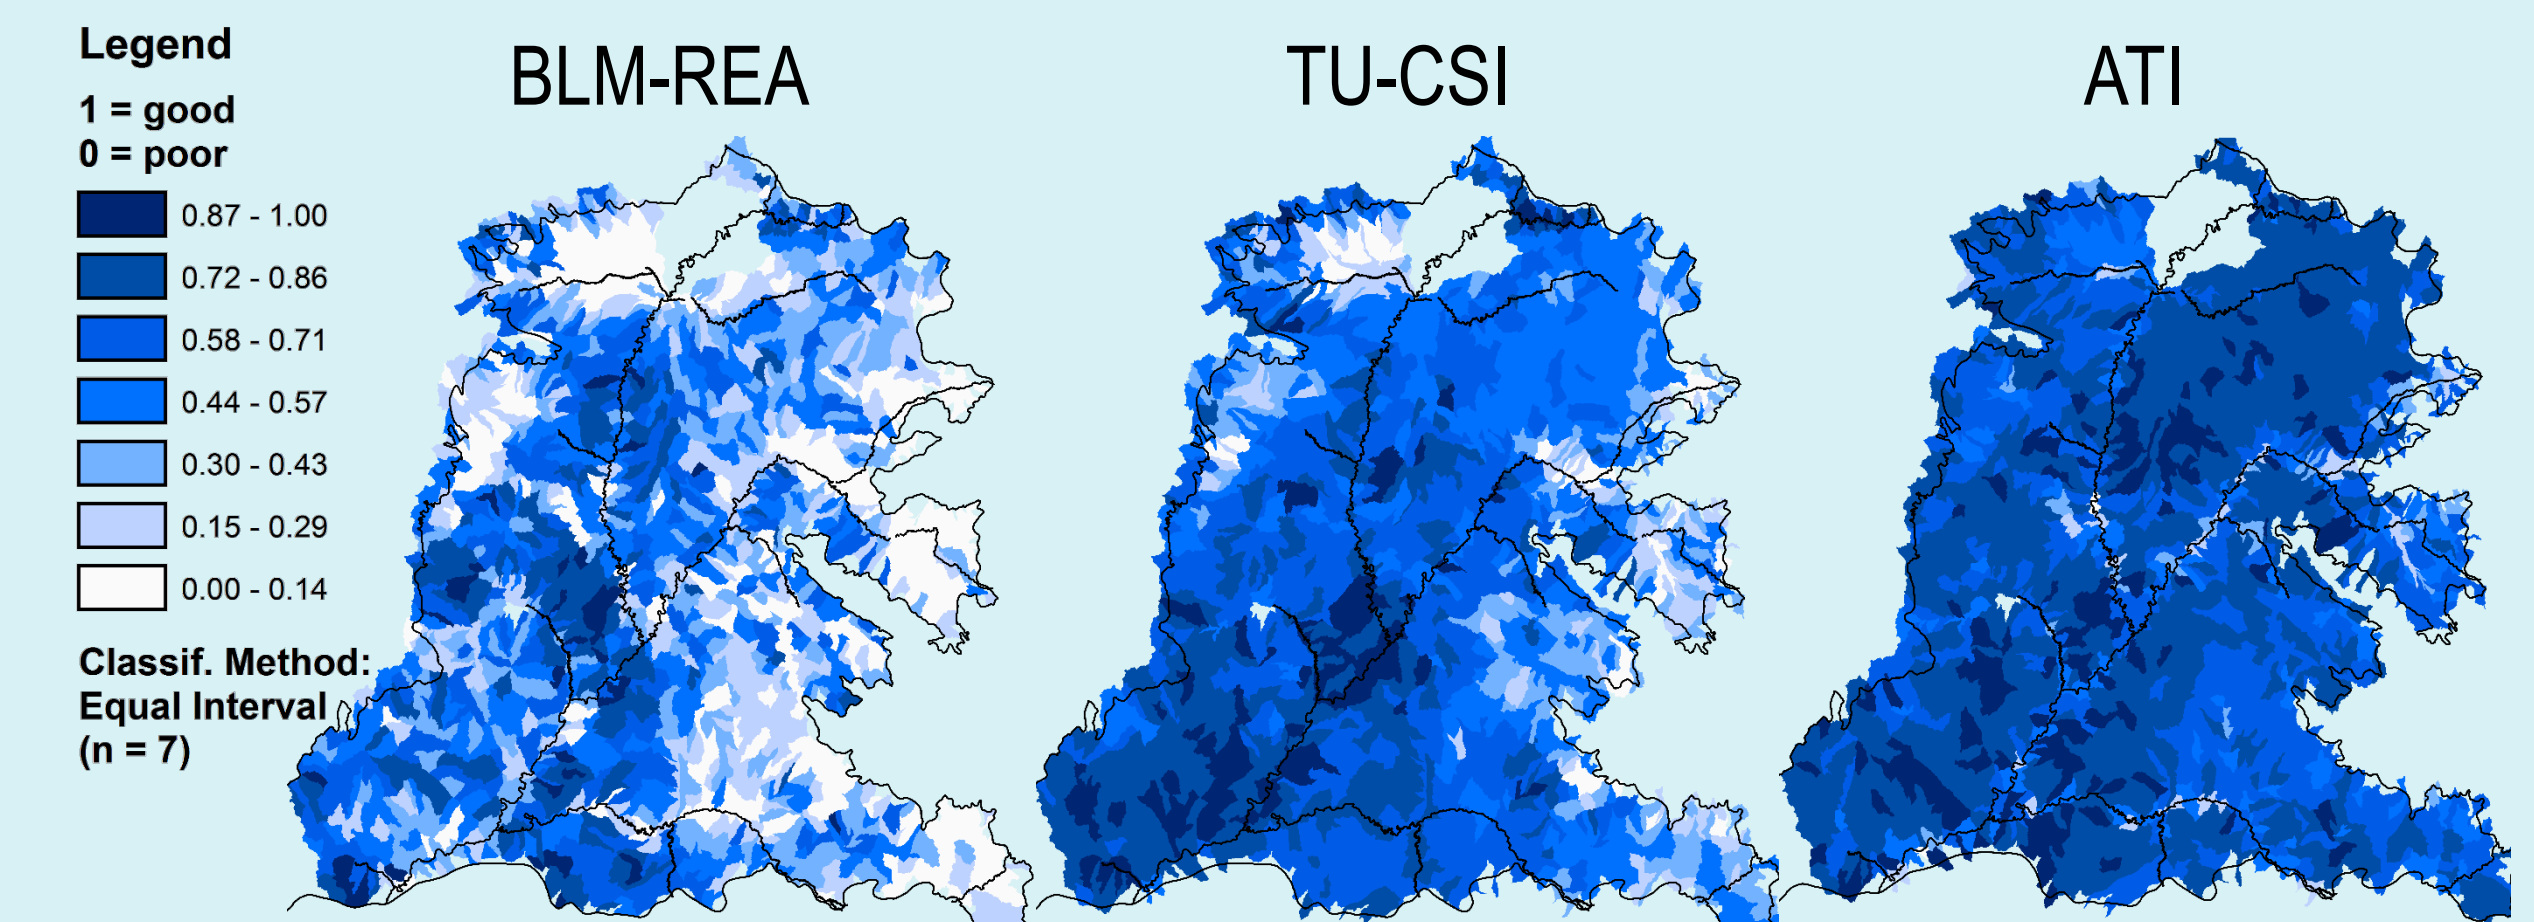 Legend
1 = good
0 = poor
0.87 - 1.00
0.72 - 0.86
0.58 - 0.71
0.44 - 0.57
0.30 - 0.43
0.15 - 0.29
0.00 - 0.14
Classif. Method:
Equal Interval
(n = 7)
BLM-REA
TU-CSI
ATI